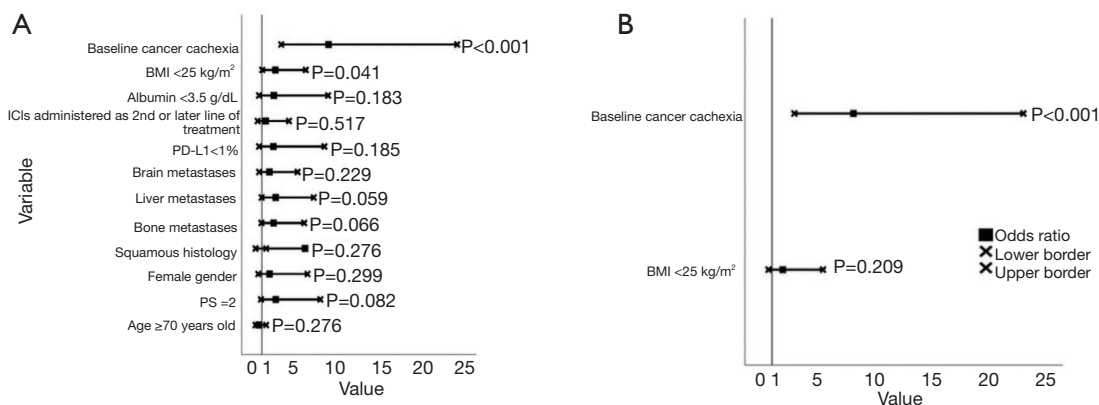 A
Variable
Baseline cancer cachexia
P<0.001
BMI <25 kg/m²
P=0.041
Albumin <3.5 g/dL
P=0.183
ICIs administered as 2nd or later line of
treatment
P=0.517
PD-L1<1%
P=0.185
Brain metastases
P=0.229
Liver metastases
P=0.059
Bone metastases
P=0.066
Squamous histology
P=0.276
Female gender
P=0.299
PS =2
P=0.082
Age ≥70 years old
P=0.276
0 1 5 10 15 20 25
Value
B
Baseline cancer cachexia
P<0.001
Odds ratio
Lower border
Upper border
BMI <25 kg/m²
P=0.209
0 1 5 10 15 20 25
Value